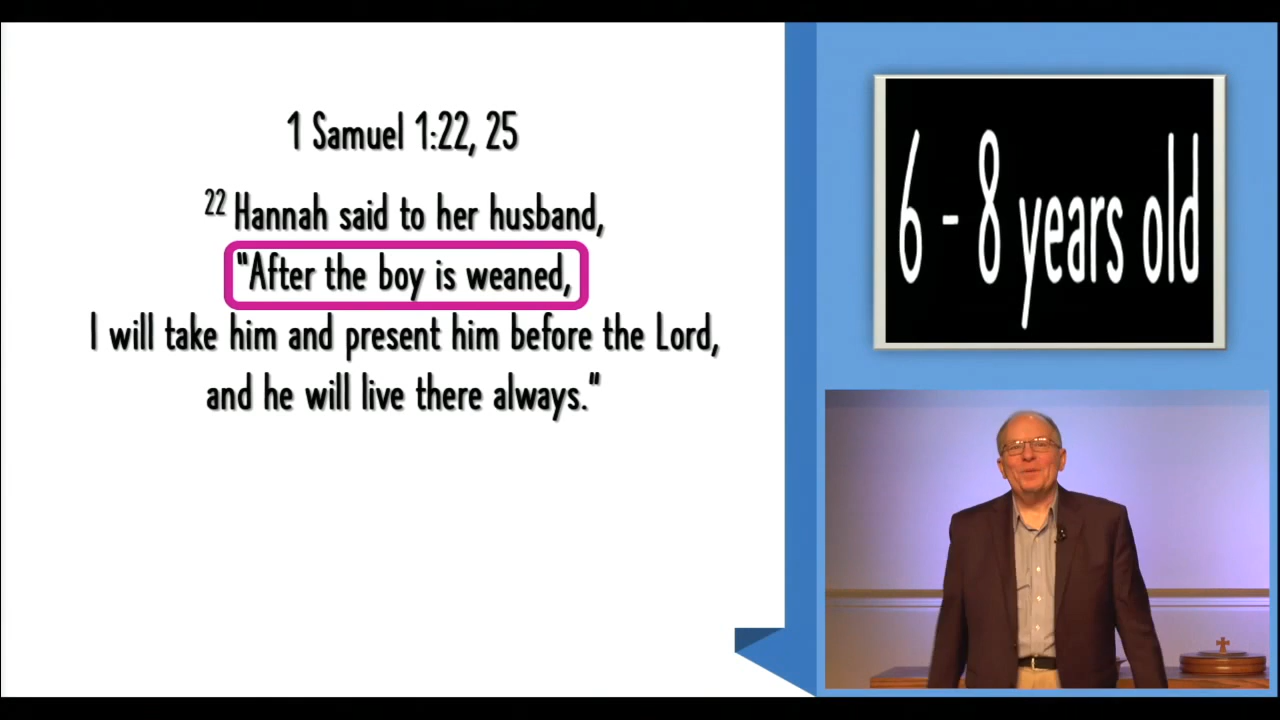 1 Samuel 1:22, 25
22 Hannah said to her husband,
"After the boy is weaned,
I will take him and present him before the Lord,
and he will live there always."
6 - 8 years old